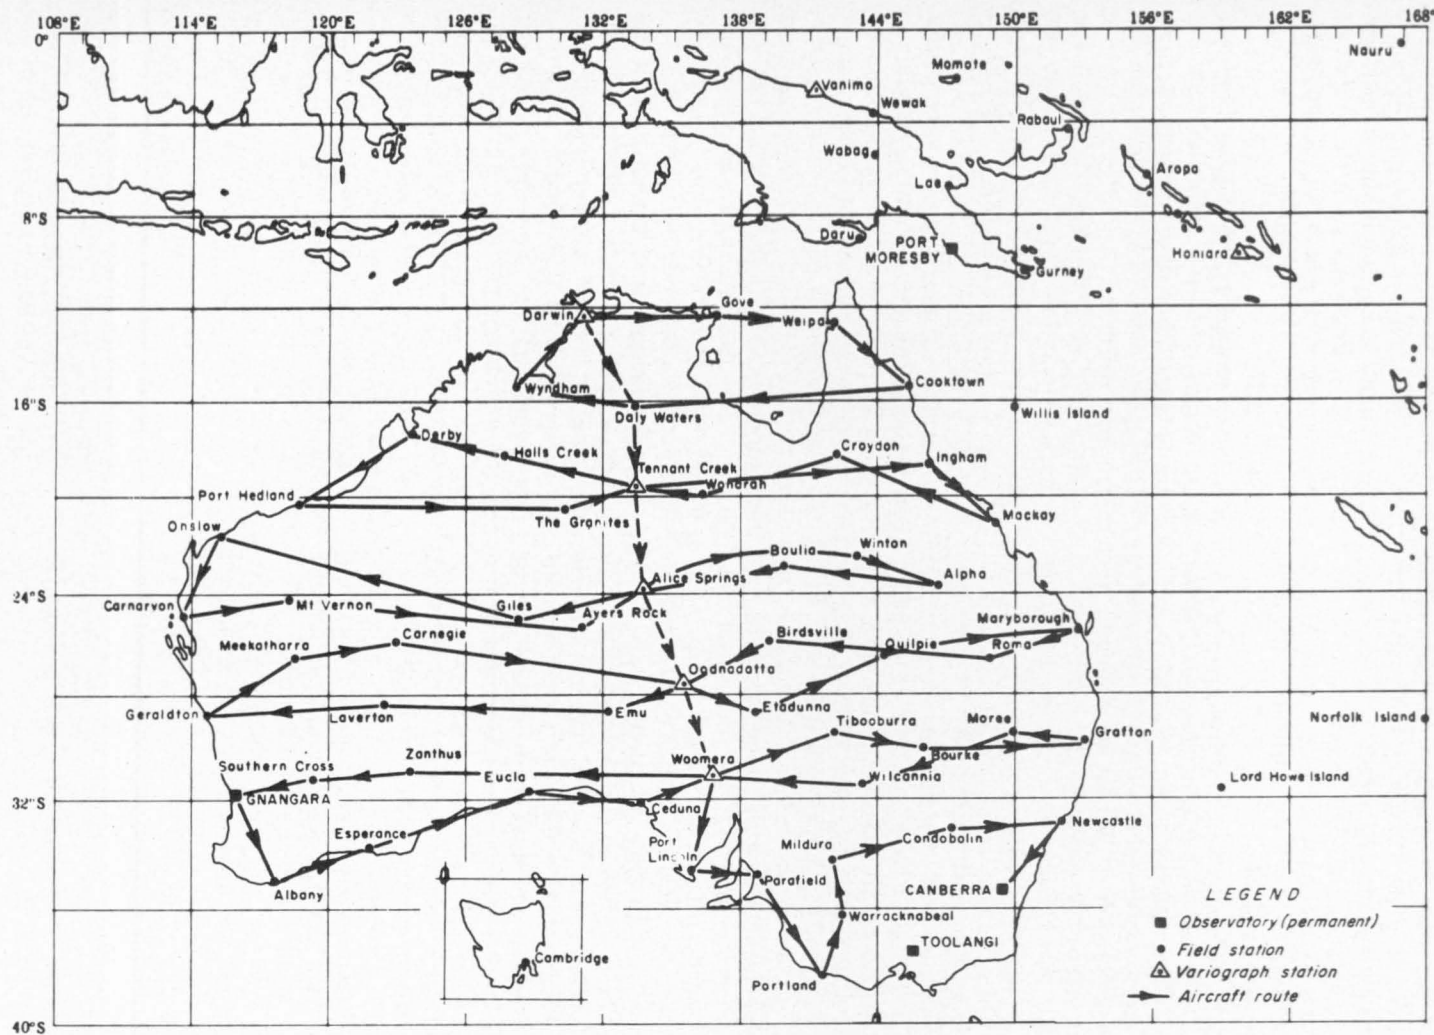 108°E 114°E 120°E 126°E 132°E 138°E 144°E 150°E 156°E 162°E 168°
0°
Nauru
Momote
Vanimo
Wewak
Rabaul
Wabag
Aropa
Lae
8°S
Daru
PORT
MORESBY
Honiara
Gurney
Gove
Darwin
Weipa
Wyndham
Cooktown
16°S
Daly Waters
Willis Island
Derby
Halls Creek
Croydon
Ingham
Tennant Creek
Wonarah
Port Hedland
The Granites
Mackay
Onslow
Boulia
Winton
Alice Springs
Alpha
24°S
Carnarvon
Mt Vernon
Giles
Ayers Rock
Maryborough
Meekatharra
Carnegie
Birdsville
Quilpie
Roma
Oodnadatta
Geraldton
Laverton
Emu
Etadunna
Tibooburra
Moree
Grafton
Norfolk Island
Zanthus
Woomera
Bourke
Southern Cross
Eucla
Wilcannia
Lord Howe Island
GNANGARA
32°S
Ceduna
Newcastle
Esperance
Port
Lincoln
Mildura
Condobolin
Albany
Parafield
CANBERRA
LEGEND
Warracknabeal
Observatory (permanent)
TOOLANGI
Field station
Cambridge
Variograph station
Portland
Aircraft route
40°S